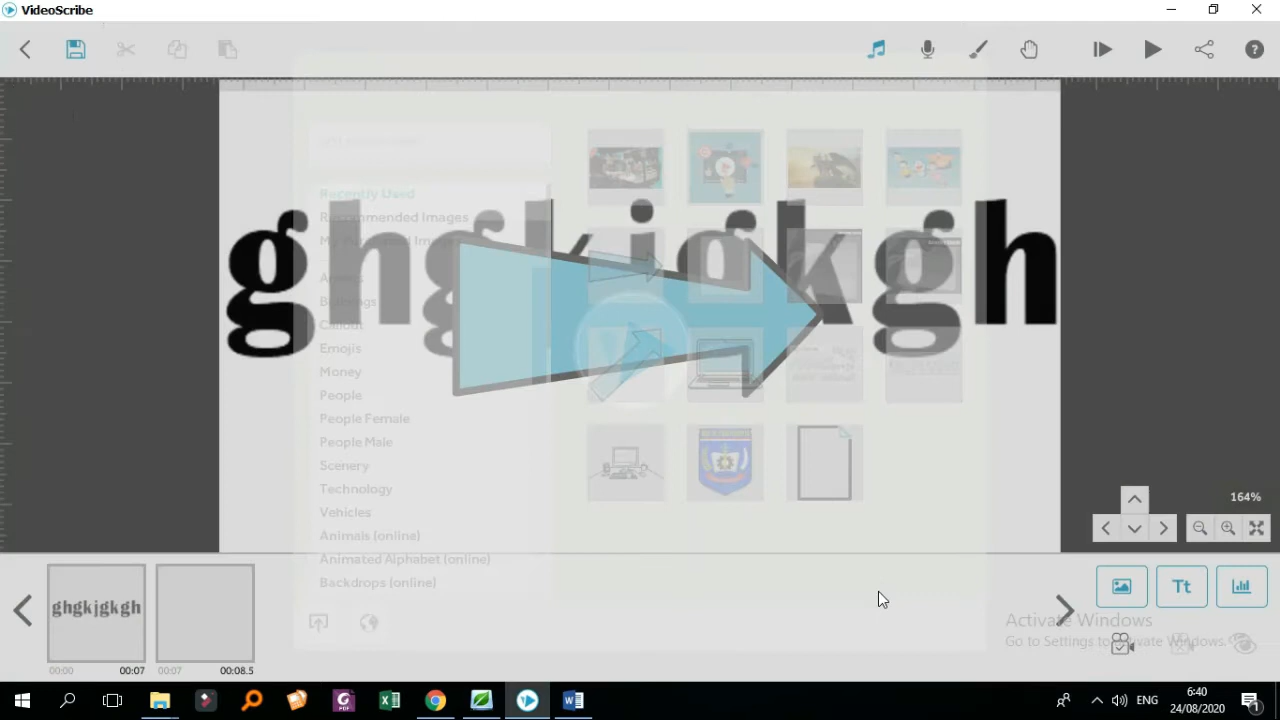 VideoScribe
ghgkjgkgh
Recently Used
Recommended Images
Callout
Emojis
Money
People
People Female
People Male
Scenery
Technology
Vehicles
Animals (online)
Animated Alphabet (online)
Backdrops (online)
164%
ghgkjgkgh
00:00 00:07 00:07 00:08.5
Tt
Activate Windows
Go to Settings to activate Windows.
ENG
6:40
24/08/2020